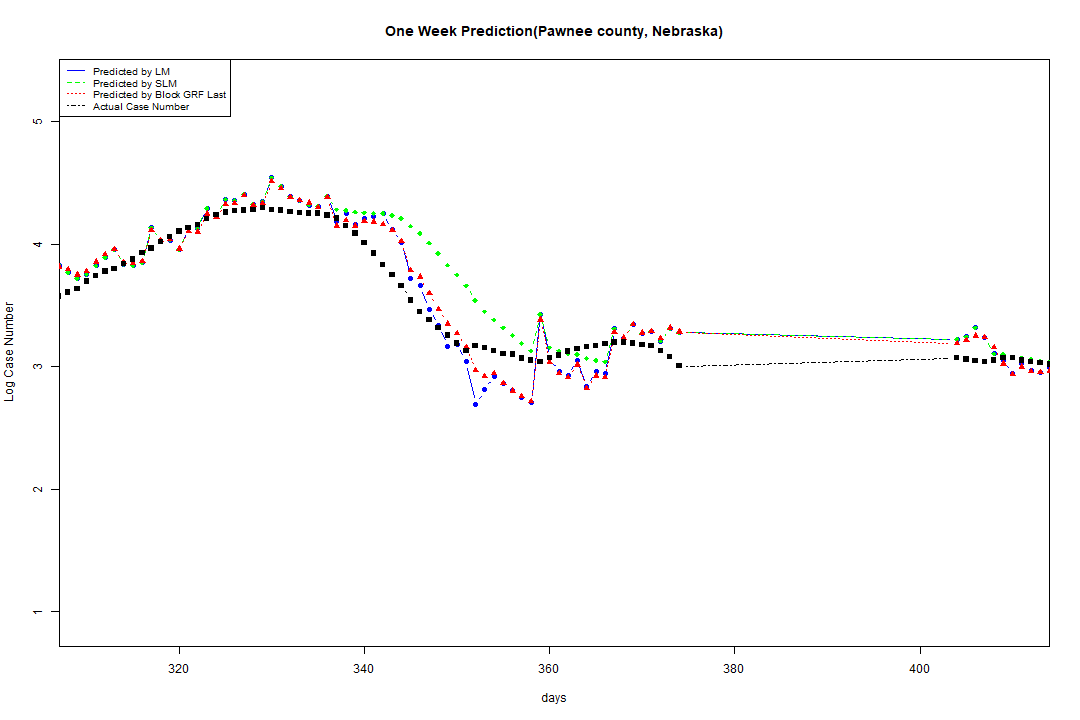 One Week Prediction(Pawnee county, Nebraska)
Predicted by LM
Predicted by SLM
Predicted by Block GRF Last
Actual Case Number
5
4
3
2
1
Log Case Number
320 340 360 380 400
days